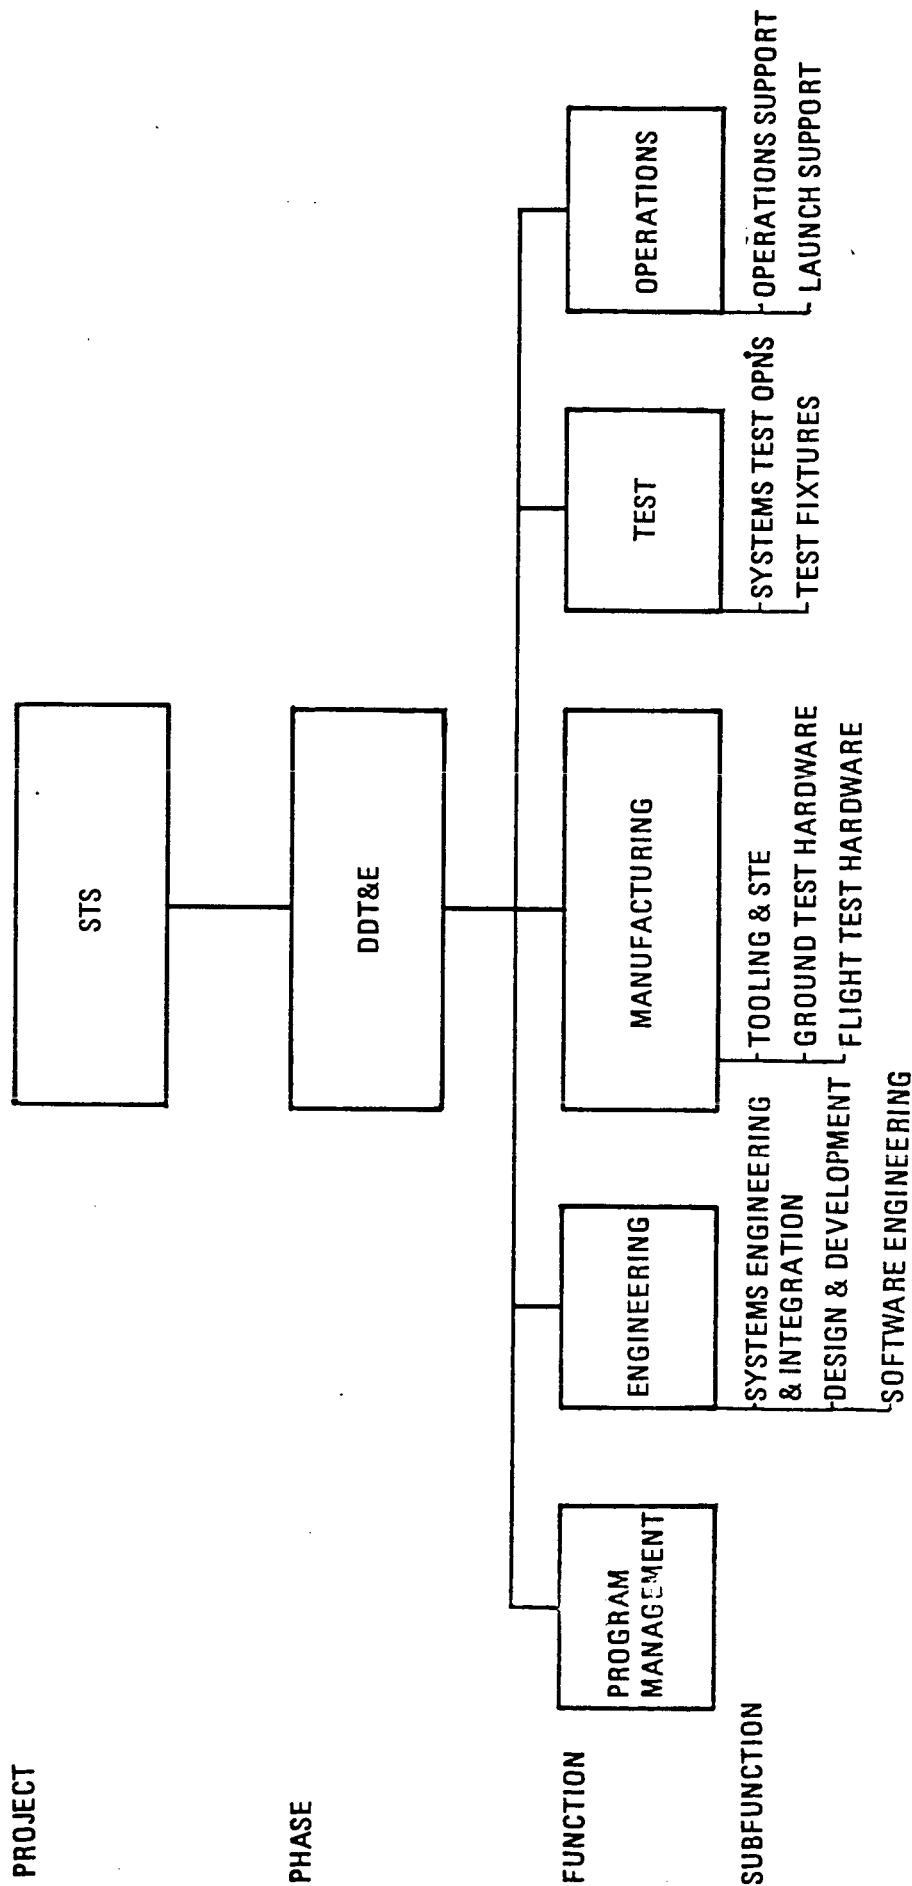 PROJECT
STS
PHASE
DDT&E
FUNCTION
PROGRAM
MANAGEMENT
ENGINEERING
MANUFACTURING
TEST
OPERATIONS
SUBFUNCTION
SYSTEMS ENGINEERING
& INTEGRATION
DESIGN & DEVELOPMENT
SOFTWARE ENGINEERING
TOOLING & STE
GROUND TEST HARDWARE
FLIGHT TEST HARDWARE
SYSTEMS TEST OPNS
TEST FIXTURES
OPERATIONS SUPPORT
LAUNCH SUPPORT